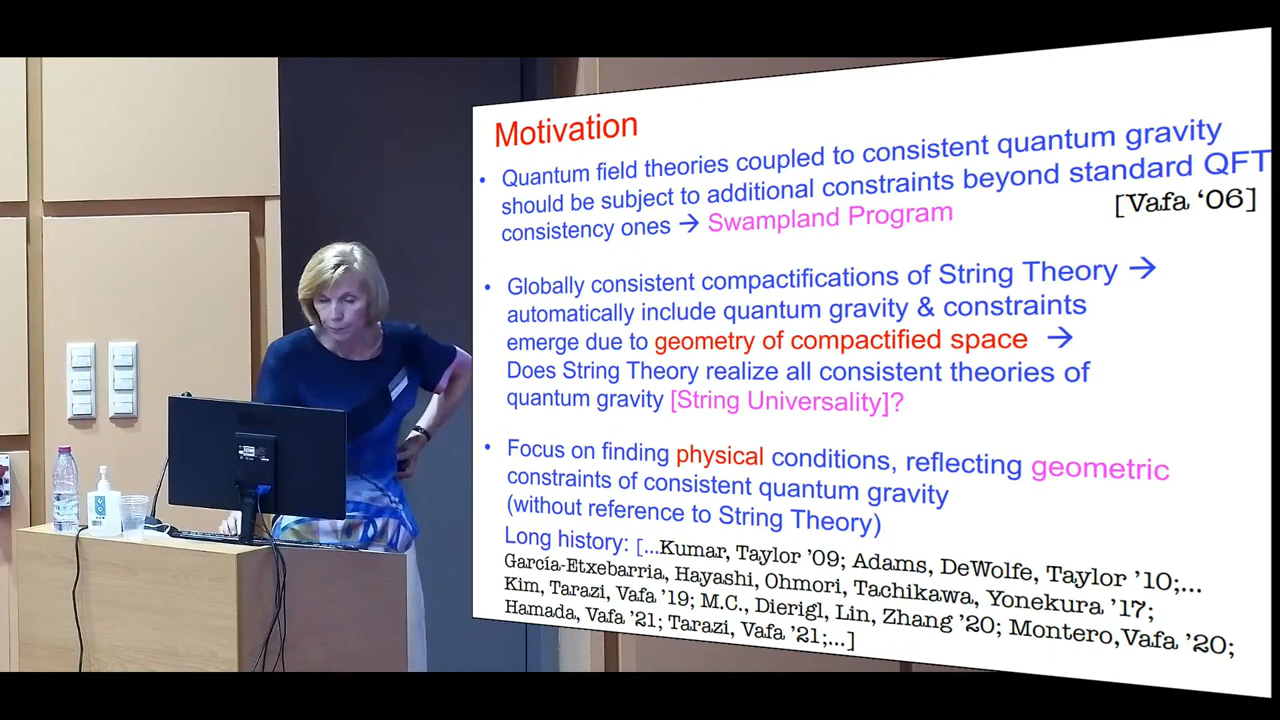 Motivation
• Quantum field theories coupled to consistent quantum gravity
should be subject to additional constraints beyond standard QFT
consistency ones → Swampland Program
[Vafa ‘06]
• Globally consistent compactifications of String Theory →
automatically include quantum gravity & constraints
emerge due to geometry of compactified space →
Does String Theory realize all consistent theories of
quantum gravity [String Universality]?
• Focus on finding physical conditions, reflecting geometric
constraints of consistent quantum gravity
(without reference to String Theory)
Long history: [...Kumar, Taylor ’09; Adams, DeWolfe, Taylor ’10;...
García-Etxebarria, Hayashi, Ohmori, Tachikawa, Yonekura ’17;
Kim, Tarazi, Vafa ’19; M.C., Dierigl, Lin, Zhang ’20; Montero,Vafa ’20;
Hamada, Vafa ’21; Tarazi, Vafa ’21;...]